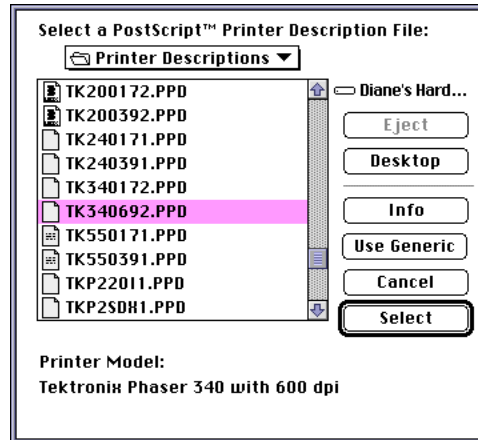 Select a PostScript™ Printer Description File:
Printer Descriptions
Diane's Hard...
TK200172.PPD
TK200392.PPD
TK240171.PPD
TK240391.PPD
TK340172.PPD
TK340692.PPD
TK550171.PPD
TK550391.PPD
TKP220I1.PPD
TKP2SDX1.PPD
Eject
Desktop
Info
Use Generic
Cancel
Select
Printer Model:
Tektronix Phaser 340 with 600 dpi